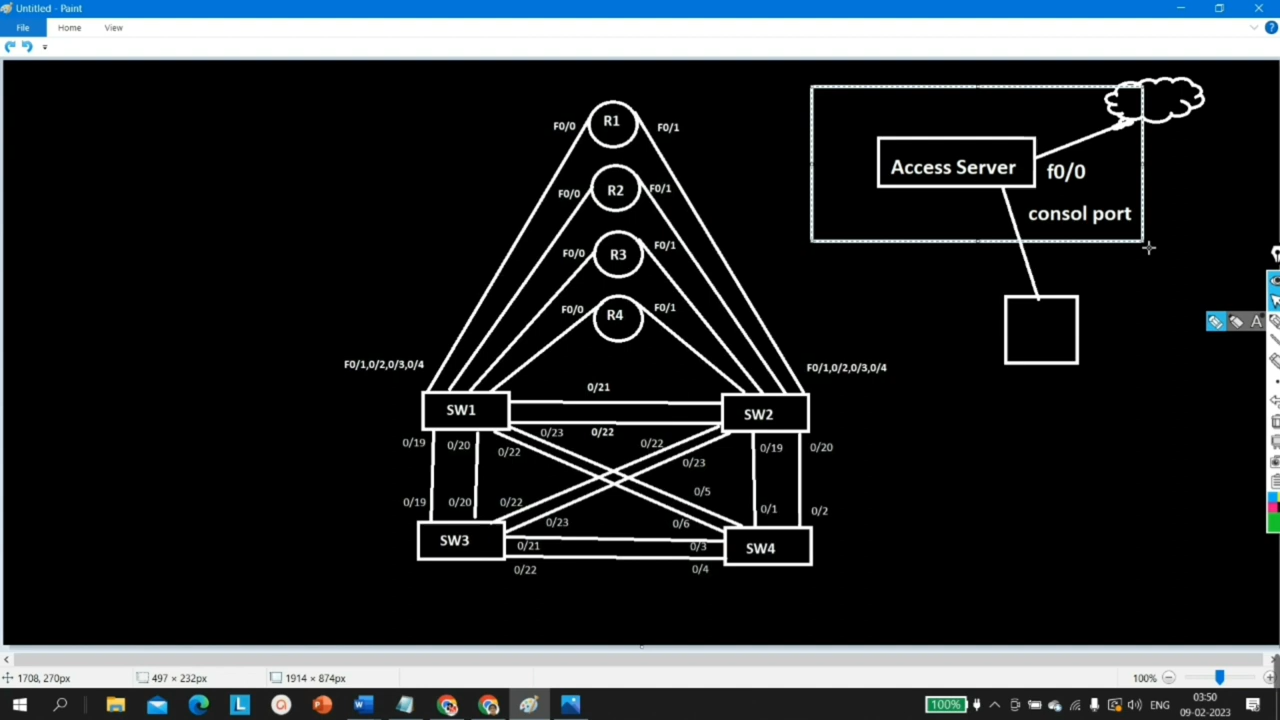 Untitled - Paint
File Home View
R1
F0/0 F0/1
R2
F0/0 F0/1
R3
F0/0 F0/1
R4
F0/0 F0/1
Access Server
f0/0
consol port
F0/1,0/2,0/3,0/4
F0/1,0/2,0/3,0/4
0/21
SW1
SW2
0/22
0/19 0/20 0/22 0/23
0/22 0/23 0/19 0/20
0/5
0/19 0/20 0/22 0/23
0/6 0/1 0/2
SW3
SW4
0/21 0/3
0/22 0/4
A
1708, 270px
497 × 232px
1914 × 874px
100%
100%
ENG
03:50
09-02-2023